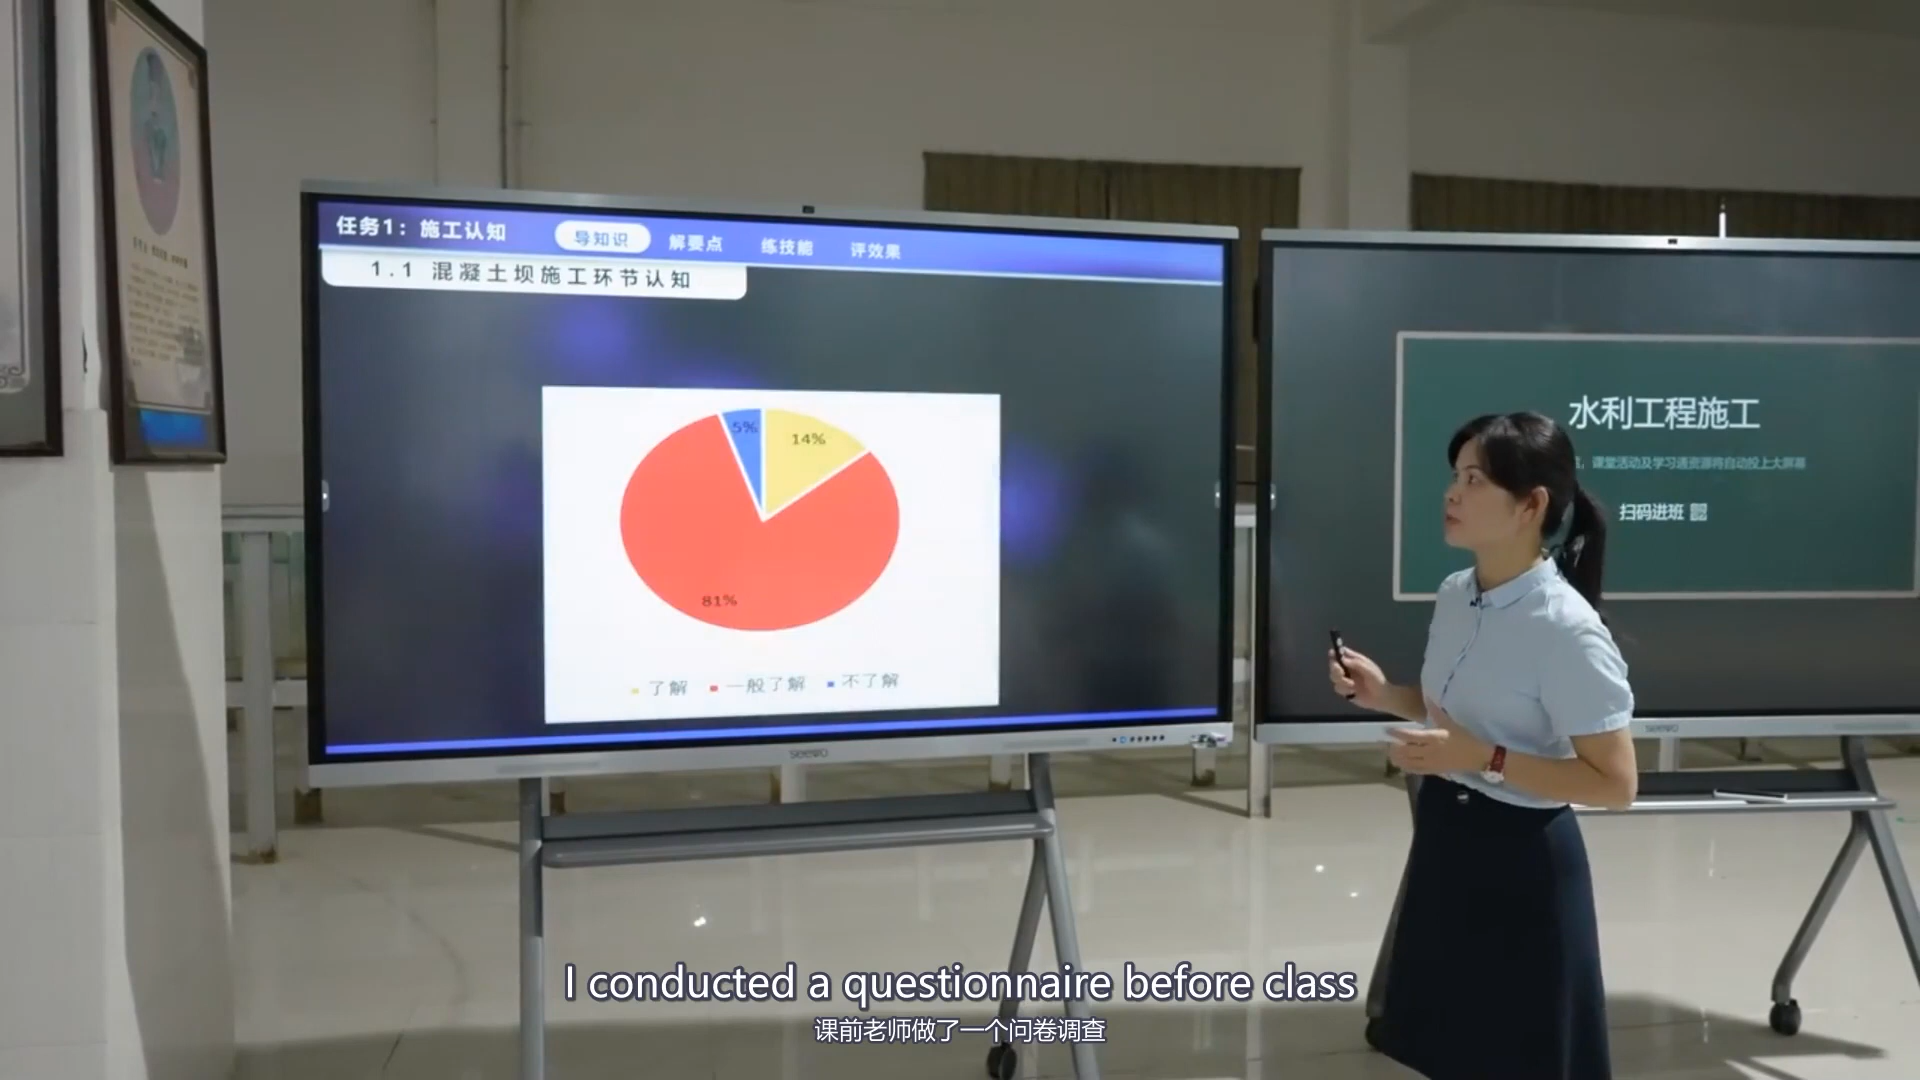 任务1：施工认知
导知识
解要点
练技能
评效果
1.1 混凝土坝施工环节认知
5%
14%
81%
了解
一般了解
不了解
seewo
水利工程施工
课堂活动及学习通资源将自动投上大屏幕
扫码进班
seewo
I conducted a questionnaire before class
课前老师做了一个问卷调查